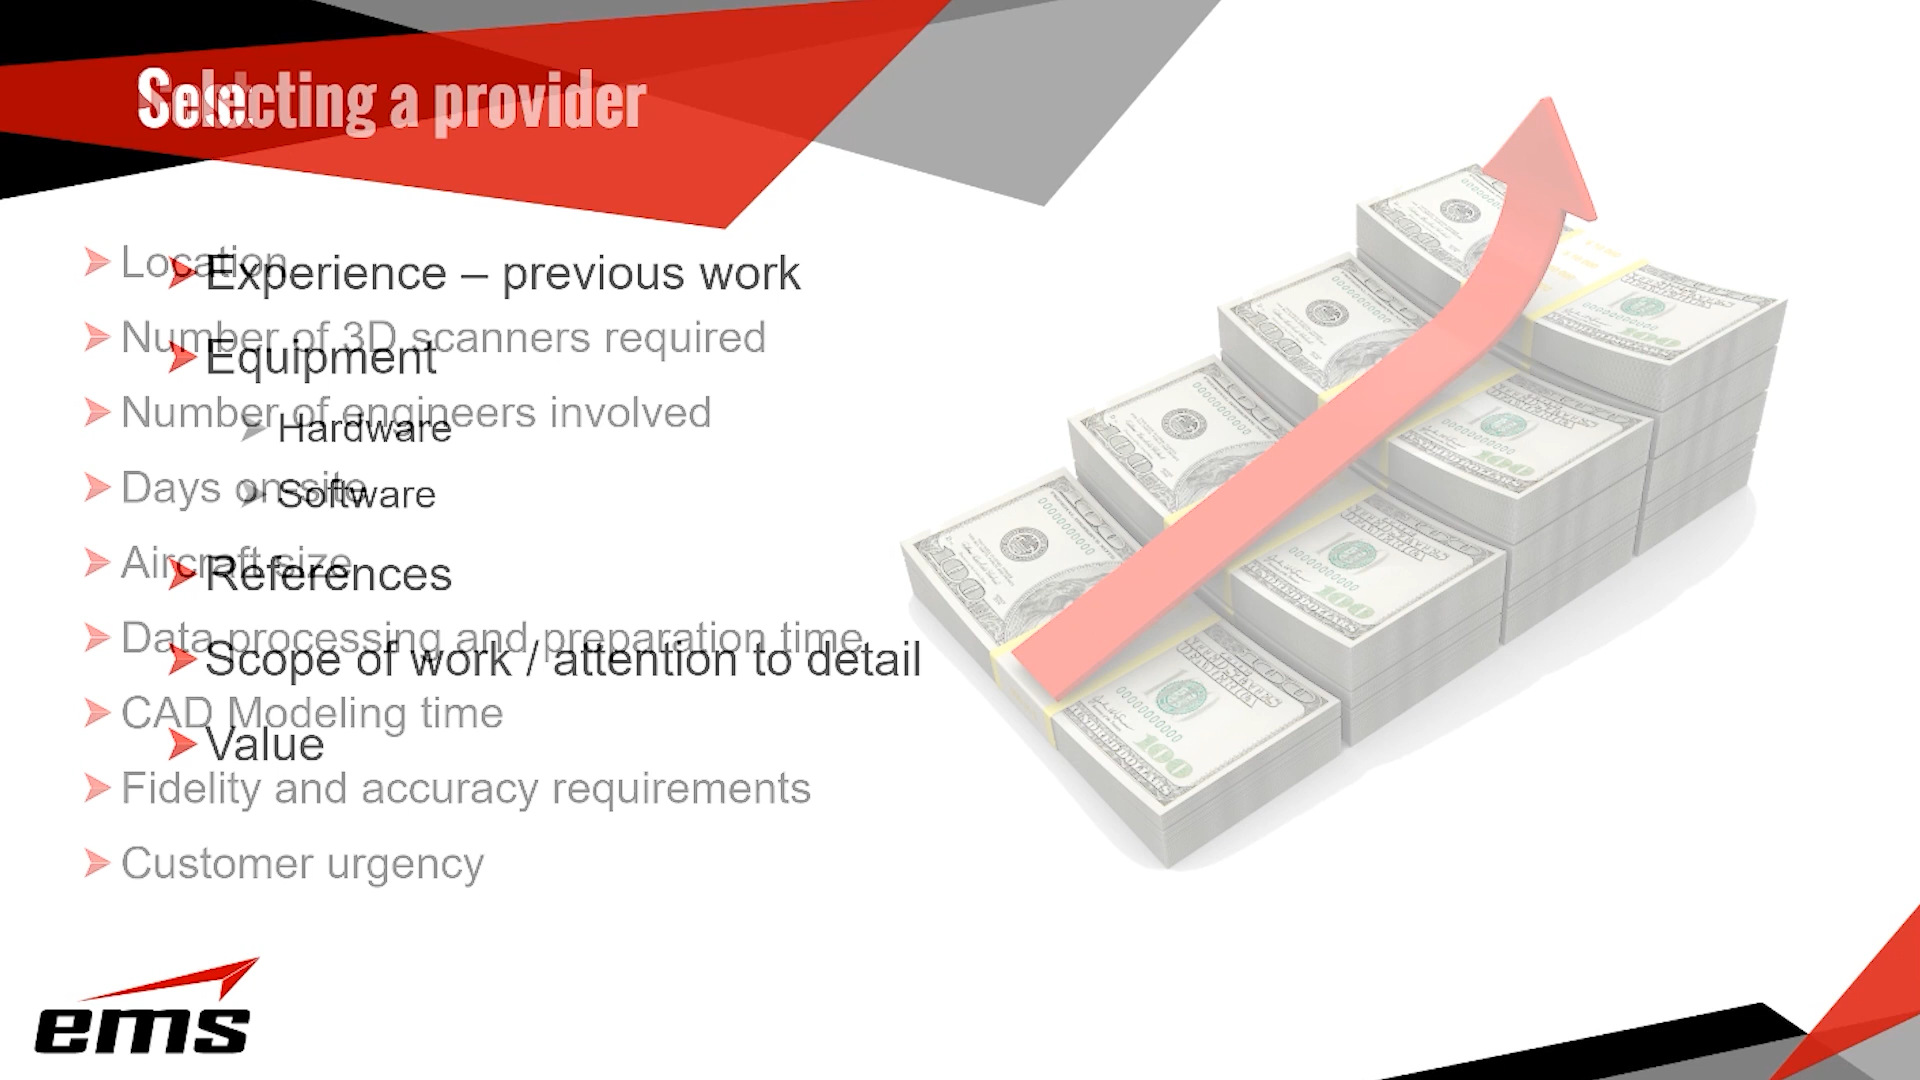 Selecting a provider
Location
Number of 3D scanners required
Number of engineers involved
Days on site
Aircraft size
Data processing and preparation time
CAD Modeling time
Fidelity and accuracy requirements
Customer urgency
Experience – previous work
Equipment
Hardware
Software
References
Scope of work / attention to detail
Value
ems